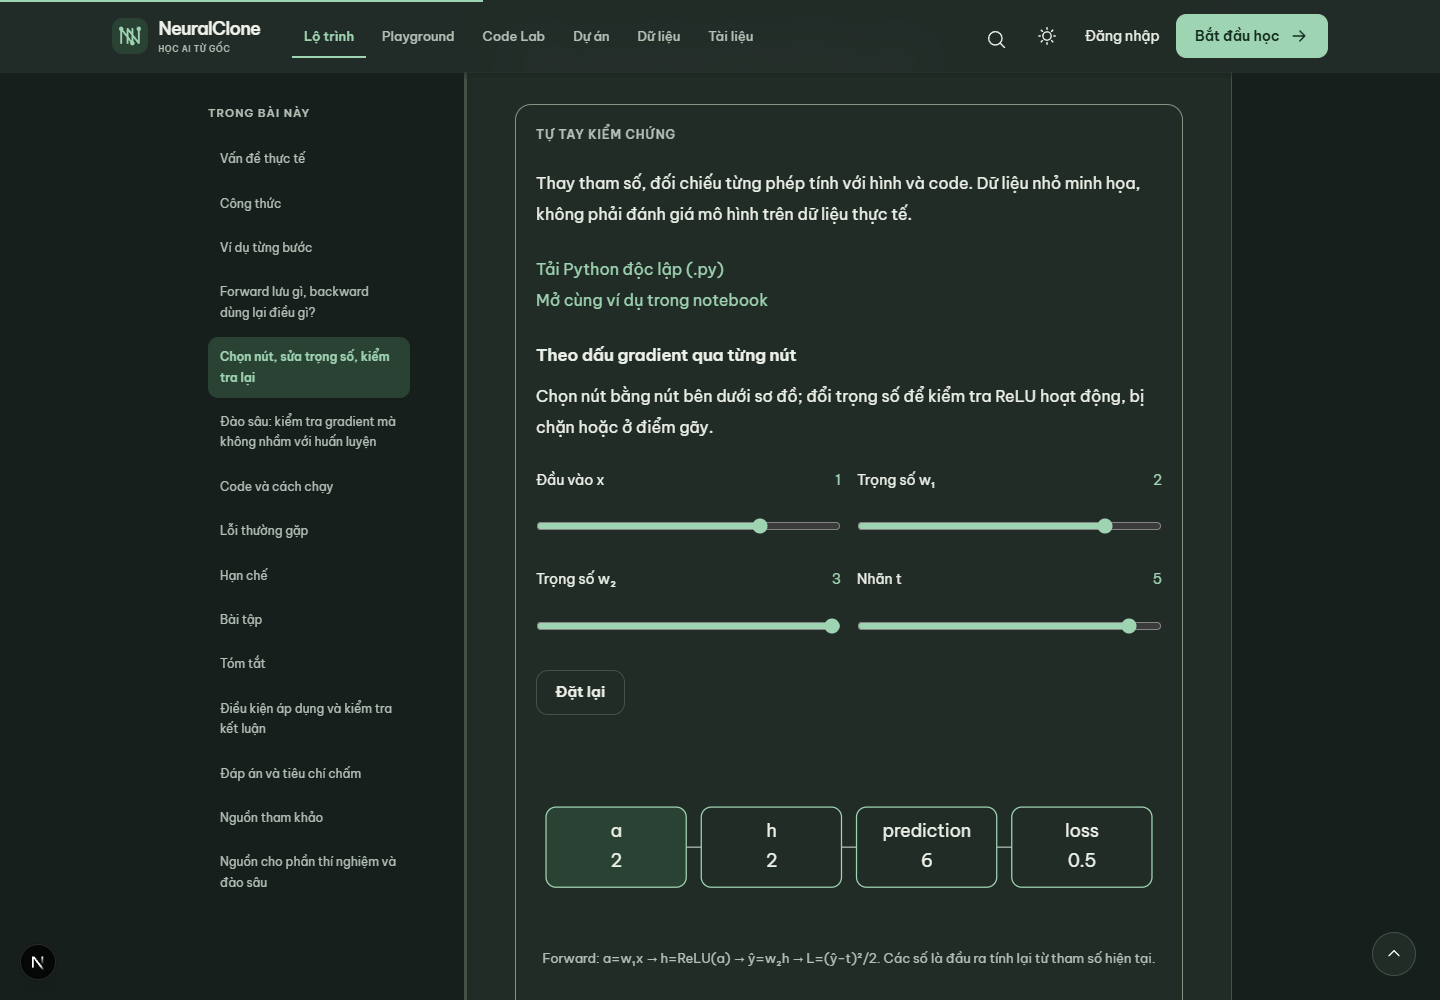 NeuralClone
HỌC AI TỪ GỐC
Lộ trình
Playground
Code Lab
Dự án
Dữ liệu
Tài liệu
Đăng nhập
Bắt đầu học →
TRONG BÀI NÀY
Vấn đề thực tế
Công thức
Ví dụ từng bước
Forward lưu gì, backward
dùng lại điều gì?
Chọn nút, sửa trọng số, kiểm
tra lại
Đào sâu: kiểm tra gradient mà
không nhầm với huấn luyện
Code và cách chạy
Lỗi thường gặp
Hạn chế
Bài tập
Tóm tắt
Điều kiện áp dụng và kiểm tra
kết luận
Đáp án và tiêu chí chấm
Nguồn tham khảo
Nguồn cho phần thí nghiệm và
đào sâu
TỰ TAY KIỂM CHỨNG
Thay tham số, đối chiếu từng phép tính với hình và code. Dữ liệu nhỏ minh họa,
không phải đánh giá mô hình trên dữ liệu thực tế.
Tải Python độc lập (.py)
Mở cùng ví dụ trong notebook
Theo dấu gradient qua từng nút
Chọn nút bằng nút bên dưới sơ đồ; đổi trọng số để kiểm tra ReLU hoạt động, bị
chặn hoặc ở điểm gãy.
Đầu vào x 1
Trọng số w₁ 2
Trọng số w₂ 3
Nhãn t 5
Đặt lại
a
2
h
2
prediction
6
loss
0.5
Forward: a=w₁x → h=ReLU(a) → ŷ=w₂h → L=(ŷ−t)²/2. Các số là đầu ra tính lại từ tham số hiện tại.
N